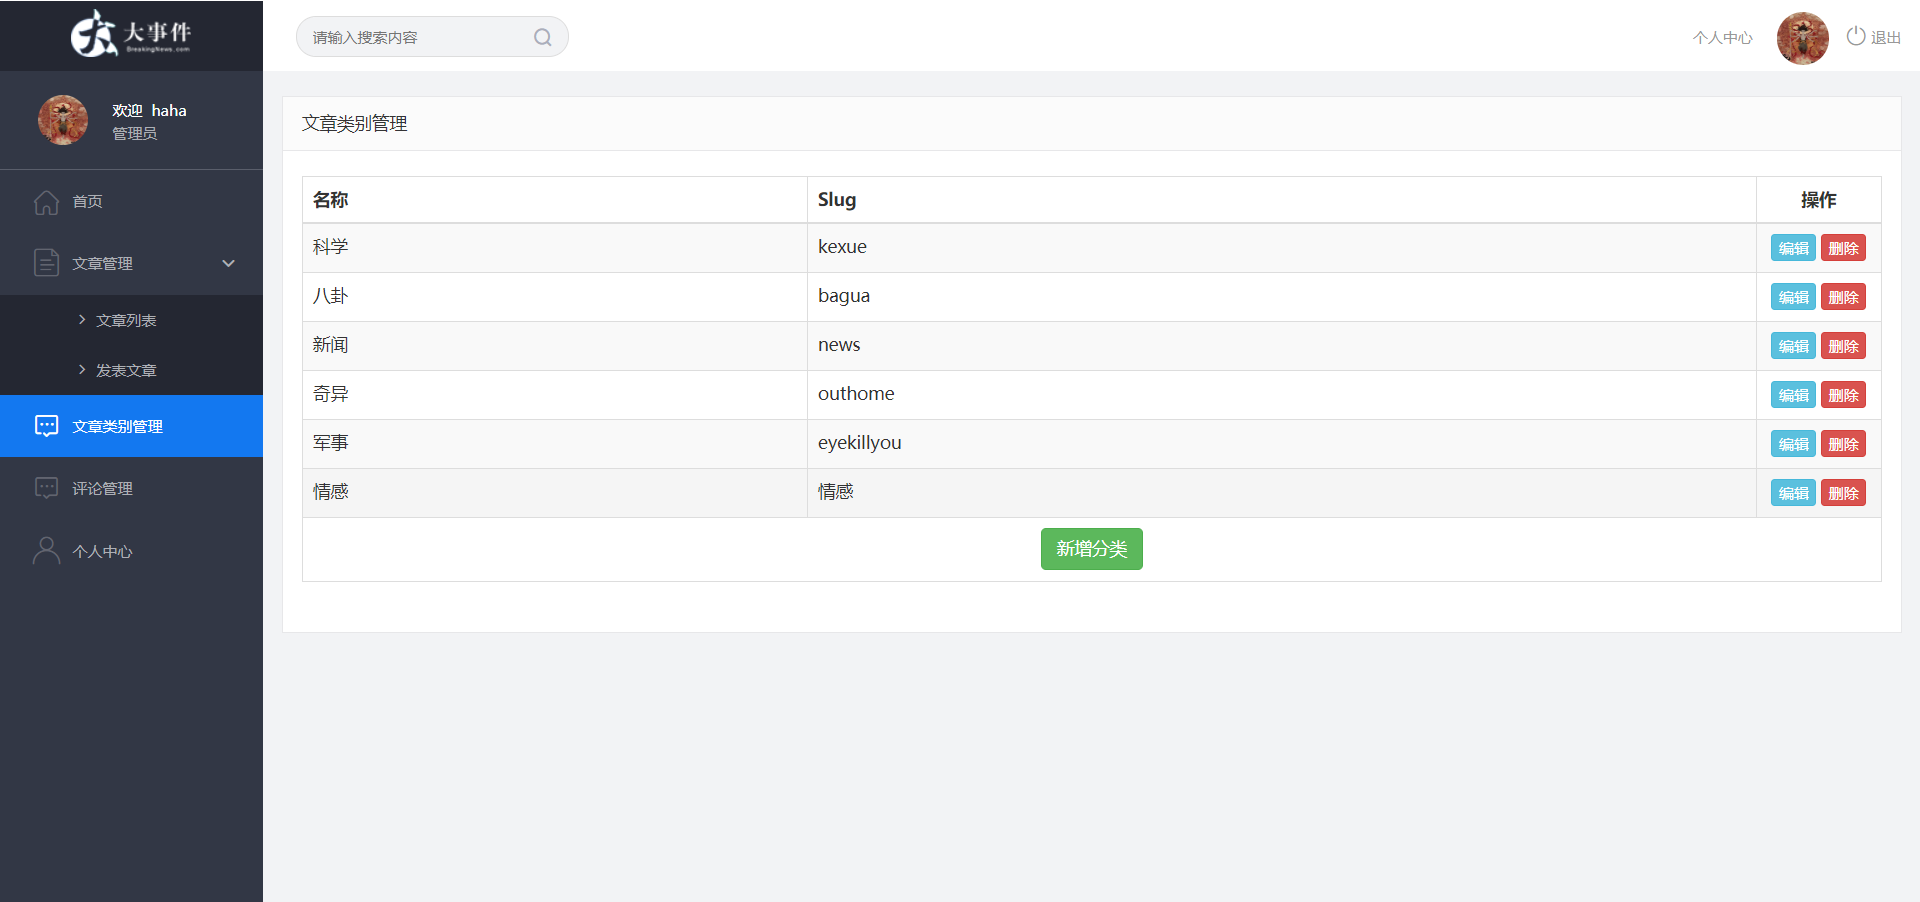 大事件
BreakingNews.com
请输入搜索内容
个人中心
退出
欢迎 haha
管理员
首页
文章管理
文章列表
发表文章
文章类别管理
评论管理
个人中心
文章类别管理
名称 Slug 操作
科学 kexue 编辑 删除
八卦 bagua 编辑 删除
新闻 news 编辑 删除
奇异 outhome 编辑 删除
军事 eyekillyou 编辑 删除
情感 情感 编辑 删除
新增分类